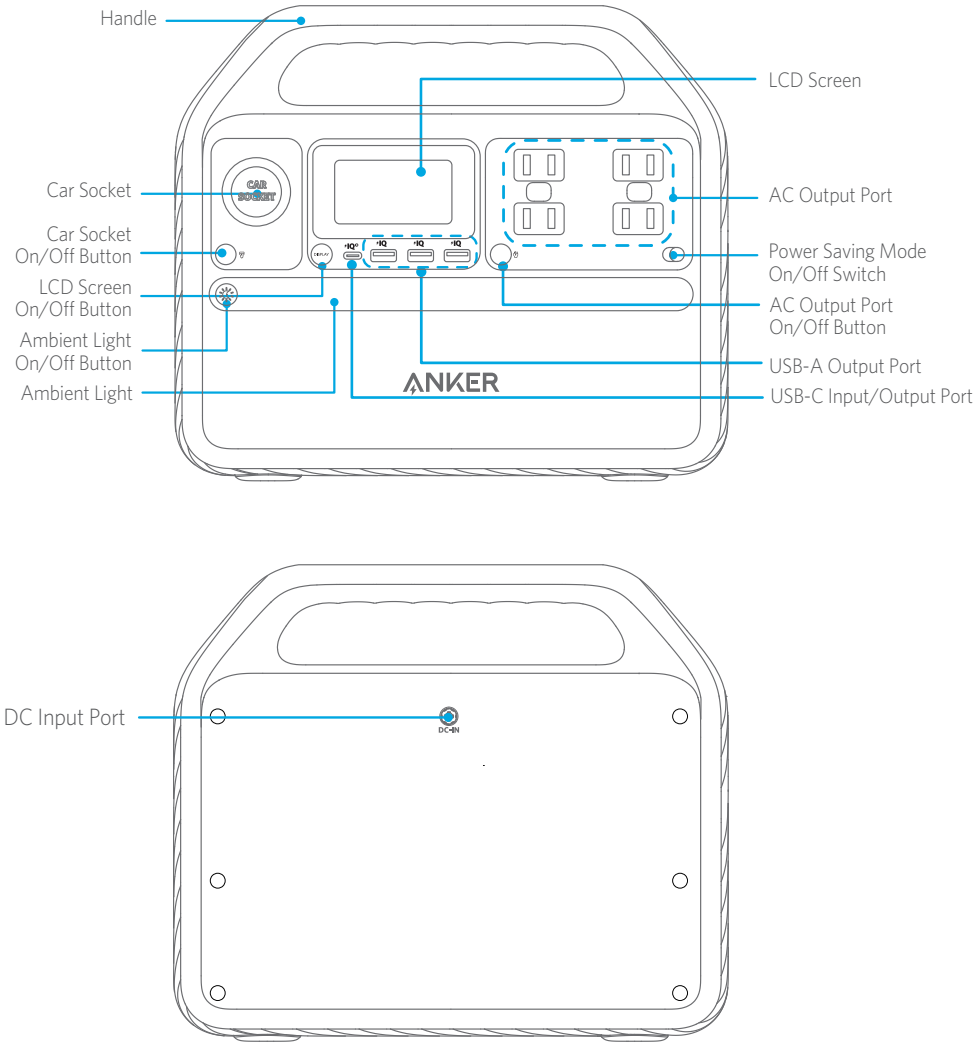 Handle
LCD Screen
CAR
SOCKET
Car Socket
AC Output Port
Car Socket
On/Off Button
IQ³
IQ
IQ
IQ
DISPLAY
Power Saving Mode
On/Off Switch
LCD Screen
On/Off Button
AC Output Port
On/Off Button
Ambient Light
On/Off Button
USB-A Output Port
Ambient Light
ANKER
USB-C Input/Output Port
DC Input Port
DC-IN